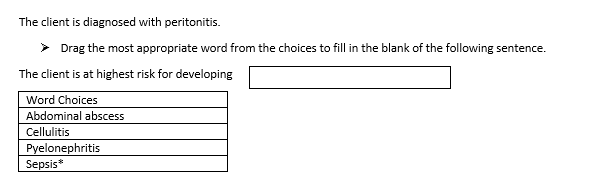 The client is diagnosed with peritonitis.
➤ Drag the most appropriate word from the choices to fill in the blank of the following sentence.
The client is at highest risk for developing
Word Choices
Abdominal abscess
Cellulitis
Pyelonephritis
Sepsis*